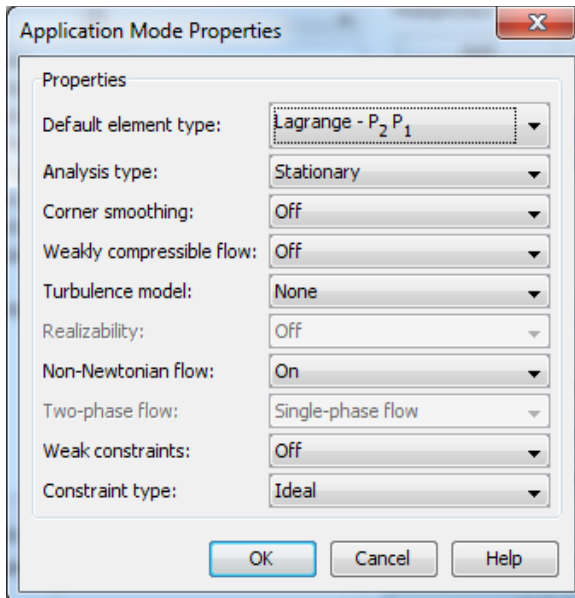 Application Mode Properties
Properties
Default element type: Lagrange - P₂ P₁
Analysis type: Stationary
Corner smoothing: Off
Weakly compressible flow: Off
Turbulence model: None
Realizability: Off
Non-Newtonian flow: On
Two-phase flow: Single-phase flow
Weak constraints: Off
Constraint type: Ideal
OK Cancel Help